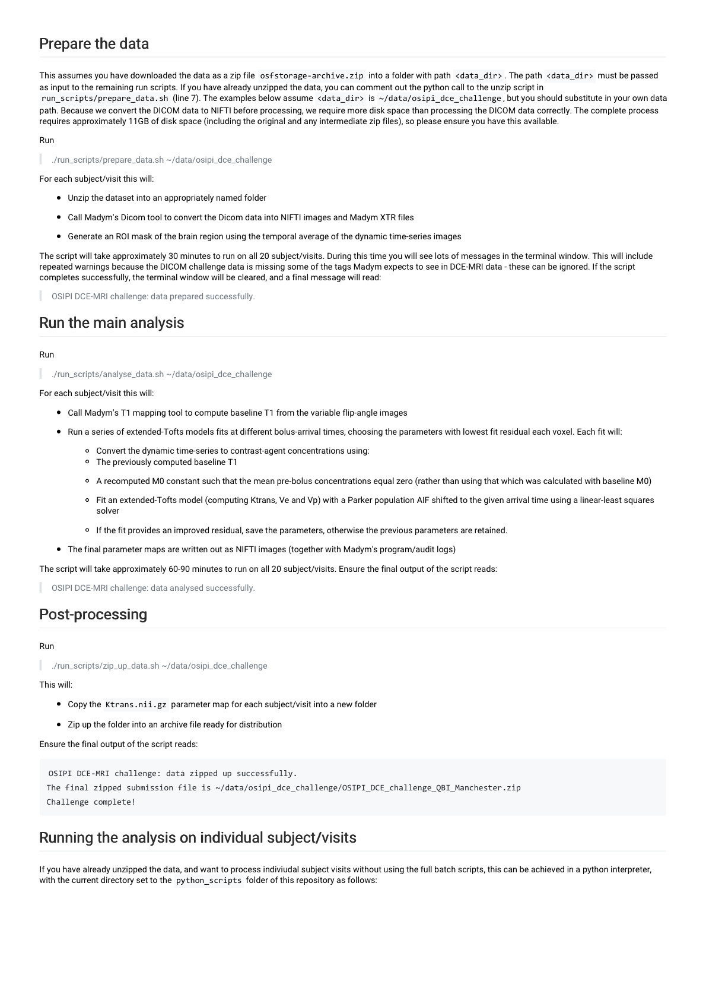 Prepare the data
This assumes you have downloaded the data as a zip file osfstorage-archive.zip into a folder with path <data_dir>. The path <data_dir> must be passed
as input to the remaining run scripts. If you have already unzipped the data, you can comment out the python call to the unzip script in
run_scripts/prepare_data.sh (line 7). The examples below assume <data_dir> is ~/data/osipi_dce_challenge, but you should substitute in your own data
path. Because we convert the DICOM data to NIFTI before processing, we require more disk space than processing the DICOM data correctly. The complete process
requires approximately 11GB of disk space (including the original and any intermediate zip files), so please ensure you have this available.
Run
./run_scripts/prepare_data.sh ~/data/osipi_dce_challenge
For each subject/visit this will:
• Unzip the dataset into an appropriately named folder
• Call Madym's Dicom tool to convert the Dicom data into NIFTI images and Madym XTR files
• Generate an ROI mask of the brain region using the temporal average of the dynamic time-series images
The script will take approximately 30 minutes to run on all 20 subject/visits. During this time you will see lots of messages in the terminal window. This will include
repeated warnings because the DICOM challenge data is missing some of the tags Madym expects to see in DCE-MRI data - these can be ignored. If the script
completes successfully, the terminal window will be cleared, and a final message will read:
OSIPI DCE-MRI challenge: data prepared successfully.
Run the main analysis
Run
./run_scripts/analyse_data.sh ~/data/osipi_dce_challenge
For each subject/visit this will:
• Call Madym's T1 mapping tool to compute baseline T1 from the variable flip-angle images
• Run a series of extended-Tofts models fits at different bolus-arrival times, choosing the parameters with lowest fit residual each voxel. Each fit will:
◦ Convert the dynamic time-series to contrast-agent concentrations using:
◦ The previously computed baseline T1
◦ A recomputed M0 constant such that the mean pre-bolus concentrations equal zero (rather than using that which was calculated with baseline M0)
◦ Fit an extended-Tofts model (computing Ktrans, Ve and Vp) with a Parker population AIF shifted to the given arrival time using a linear-least squares
solver
◦ If the fit provides an improved residual, save the parameters, otherwise the previous parameters are retained.
• The final parameter maps are written out as NIFTI images (together with Madym's program/audit logs)
The script will take approximately 60-90 minutes to run on all 20 subject/visits. Ensure the final output of the script reads:
OSIPI DCE-MRI challenge: data analysed successfully.
Post-processing
Run
./run_scripts/zip_up_data.sh ~/data/osipi_dce_challenge
This will:
• Copy the Ktrans.nii.gz parameter map for each subject/visit into a new folder
• Zip up the folder into an archive file ready for distribution
Ensure the final output of the script reads:
OSIPI DCE-MRI challenge: data zipped up successfully.
The final zipped submission file is ~/data/osipi_dce_challenge/OSIPI_DCE_challenge_QBI_Manchester.zip
Challenge complete!
Running the analysis on individual subject/visits
If you have already unzipped the data, and want to process indiviudal subject visits without using the full batch scripts, this can be achieved in a python interpreter,
with the current directory set to the python_scripts folder of this repository as follows: